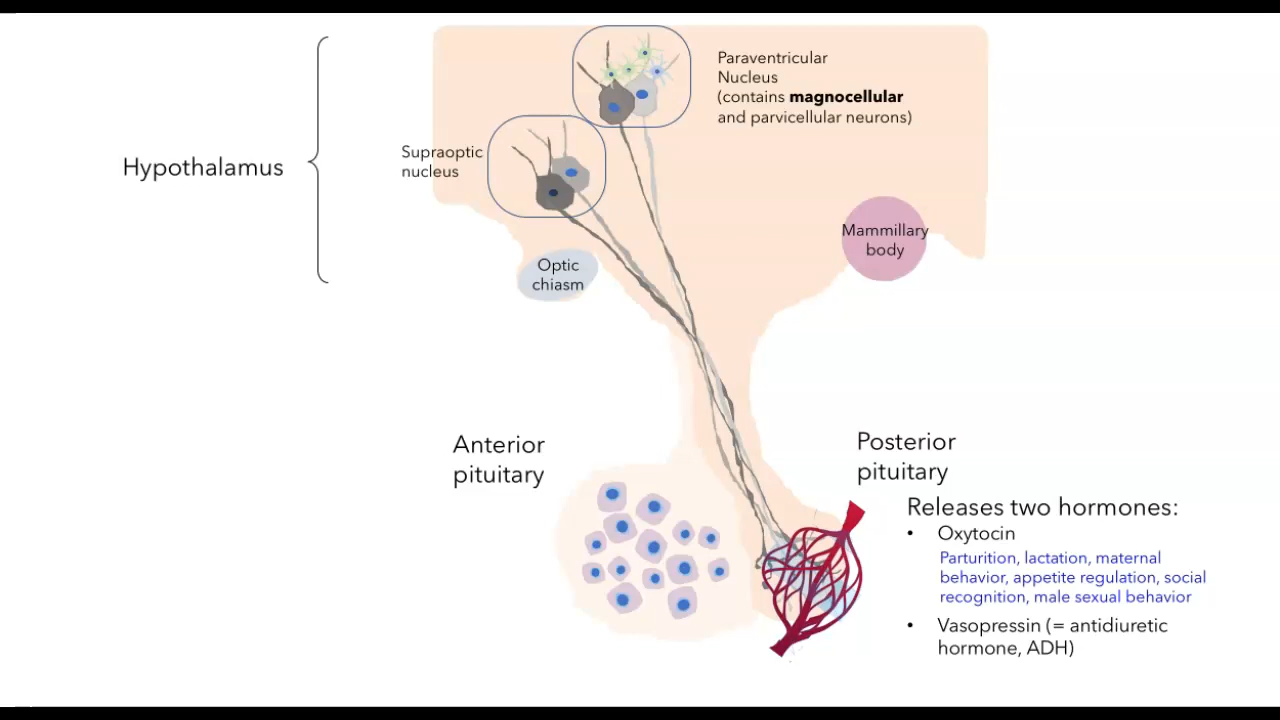 Paraventricular
Nucleus
(contains magnocellular
and parvicellular neurons)
Hypothalamus
Supraoptic
nucleus
Mammillary
body
Optic
chiasm
Anterior
pituitary
Posterior
pituitary
Releases two hormones:
• Oxytocin
Parturition, lactation, maternal
behavior, appetite regulation, social
recognition, male sexual behavior
• Vasopressin (= antidiuretic
hormone, ADH)